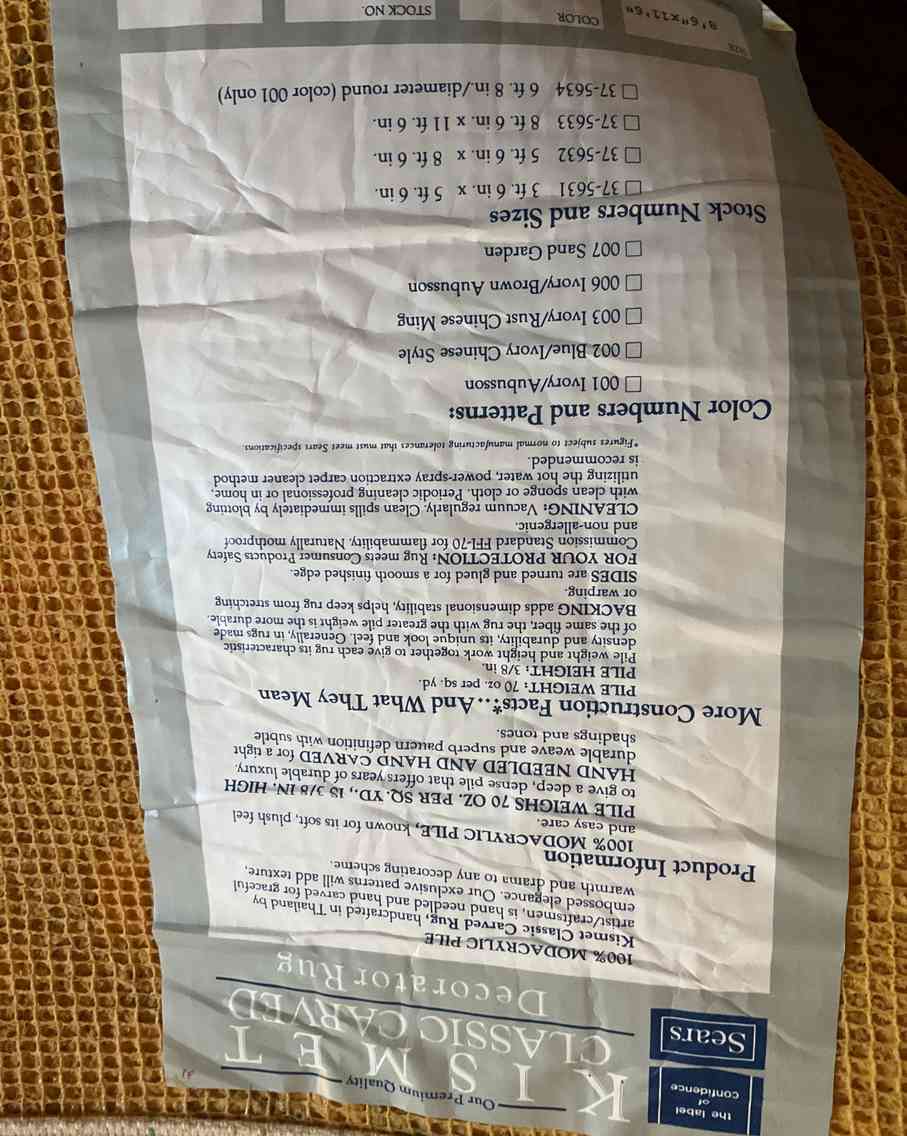 the label
of
confidence
Sears
Our Premium Quality
KISMET
CLASSIC CARVED
Decorator Rug
100% MODACRYLIC PILE
Kismet Classic Carved Rug, handcrafted in Thailand by
artist/craftsmen, is hand needled and hand carved for graceful
embossed elegance. Our exclusive patterns will add texture,
warmth and drama to any decorating scheme.
Product Information
100% MODACRYLIC PILE, known for its soft, plush feel
and easy care.
PILE WEIGHS 70 OZ. PER SQ. YD., IS 3/8 IN. HIGH
to give a deep, dense pile that offers years of durable luxury.
HAND NEEDLED AND HAND CARVED for a tight
durable weave and superb pattern definition with subtle
shadings and tones.
More Construction Facts*...And What They Mean
PILE WEIGHT: 70 oz. per sq. yd.
PILE HEIGHT: 3/8 in.
Pile weight and height work together to give each rug its characteristic
density and durability, its unique look and feel. Generally, in rugs made
of the same fiber, the rug with the greater pile weight is the more durable.
BACKING adds dimensional stability, helps keep rug from stretching
or warping.
SIDES are turned and glued for a smooth finished edge.
FOR YOUR PROTECTION: Rug meets Consumer Products Safety
Commission Standard FFI-70 for flammability. Naturally mothproof
and non-allergenic.
CLEANING: Vacuum regularly. Clean spills immediately by blotting
with clean sponge or cloth. Periodic cleaning professional or in home,
utilizing the hot water, power-spray extraction carpet cleaner method
is recommended.
*Figures subject to normal manufacturing tolerances that must meet Sears specifications.
Color Numbers and Patterns:
☐ 001 Ivory/Aubusson
☐ 002 Blue/Ivory Chinese Style
☐ 003 Ivory/Rust Chinese Ming
☐ 006 Ivory/Brown Aubusson
☐ 007 Sand Garden
Stock Numbers and Sizes
☐ 37-5631 3 ft. 6 in. x 5 ft. 6 in.
☐ 37-5632 5 ft. 6 in. x 8 ft. 6 in.
☐ 37-5633 8 ft. 6 in. x 11 ft. 6 in.
☐ 37-5634 6 ft. 8 in./diameter round (color 001 only)
SIZE COLOR STOCK NO.
8'6"x11'6"